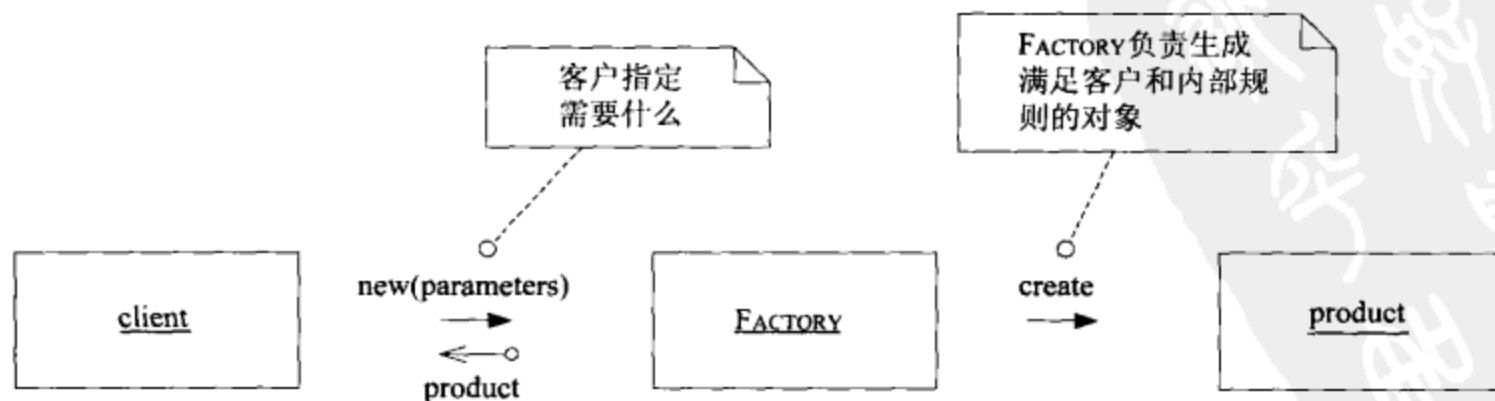 客户指定
需要什么
FACTORY负责生成
满足客户和内部规
则的对象
client
new(parameters)
product
FACTORY
create
product